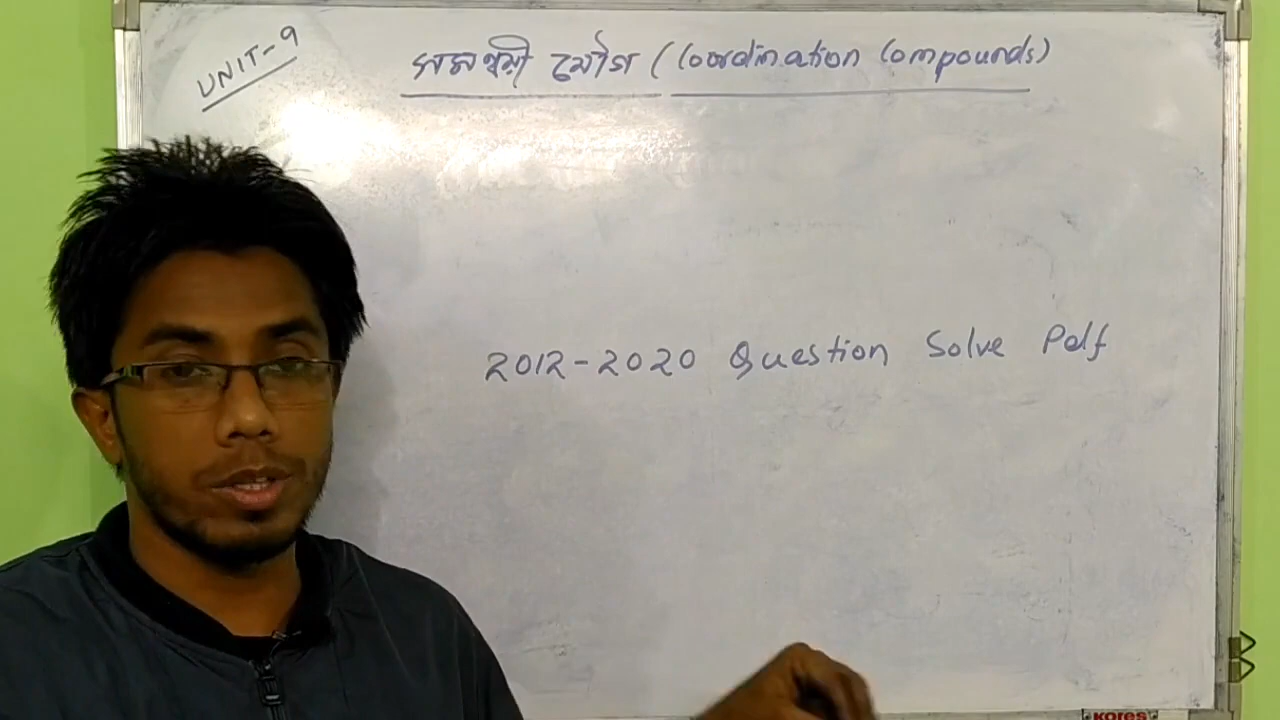 UNIT-9
সমন্বয়ী যৌগ (Coordination Compounds)
2012-2020 Question Solve Pdf
Kores